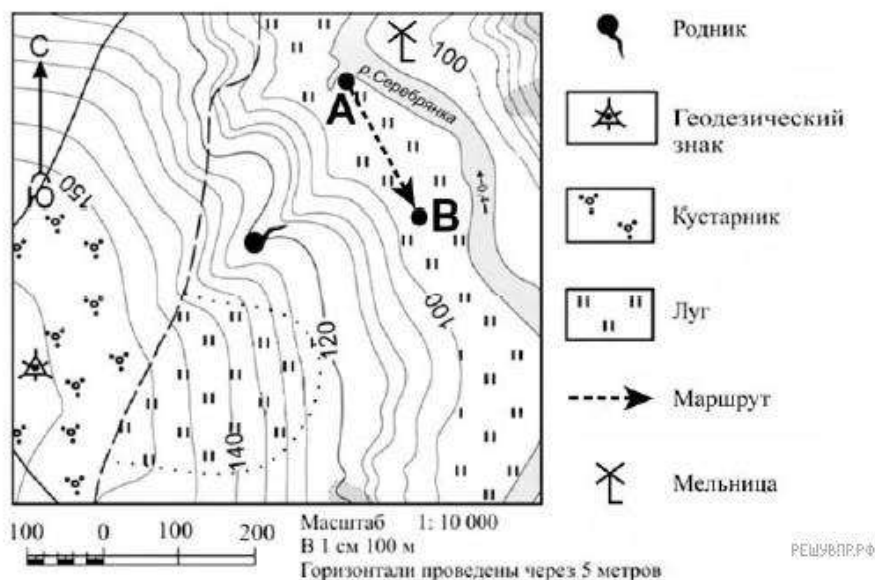 С
Ю
150
А
В
р.Серебрянка
100
0,4
100
120
140
Родник
Геодезический
знак
Кустарник
Луг
Маршрут
Мельница
100 0 100 200
Масштаб 1: 10 000
В 1 см 100 м
Горизонтали проведены через 5 метров
РЕШУВПР.РФ